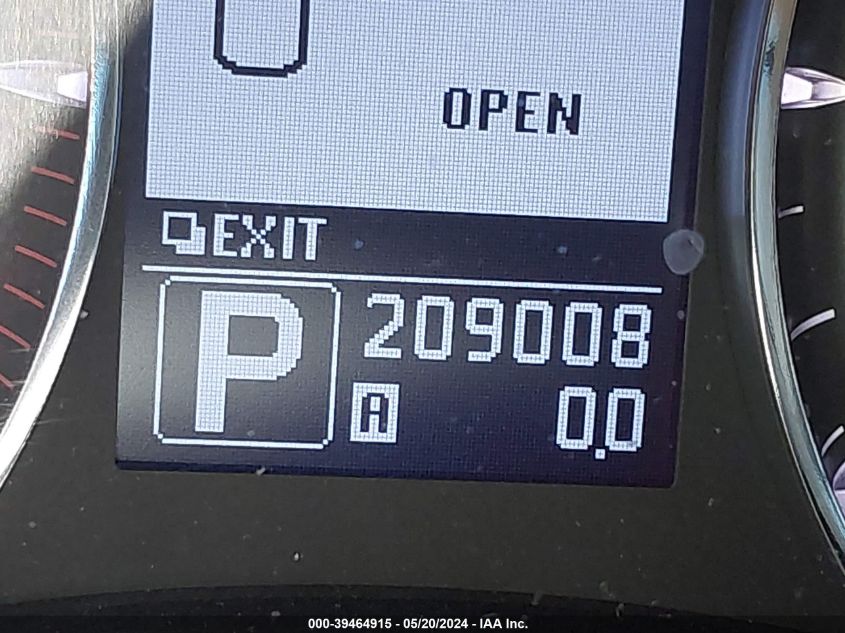 OPEN
EXIT
P 209008
A 0.0
000-39464915 - 05/20/2024 - IAA Inc.